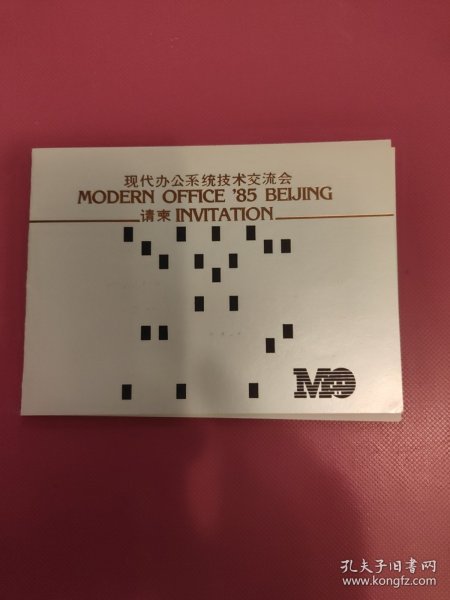 现代办公系统技术交流会
MODERN OFFICE '85 BEIJING
请柬 INVITATION
MO
孔夫子旧书网
www.kongfz.com